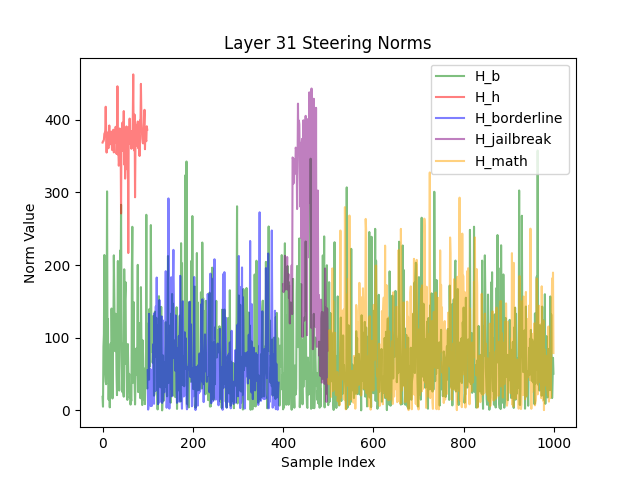 Layer 31 Steering Norms
H_b
H_h
H_borderline
H_jailbreak
H_math
Norm Value
400
300
200
100
0
0
200
400
600
800
1000
Sample Index